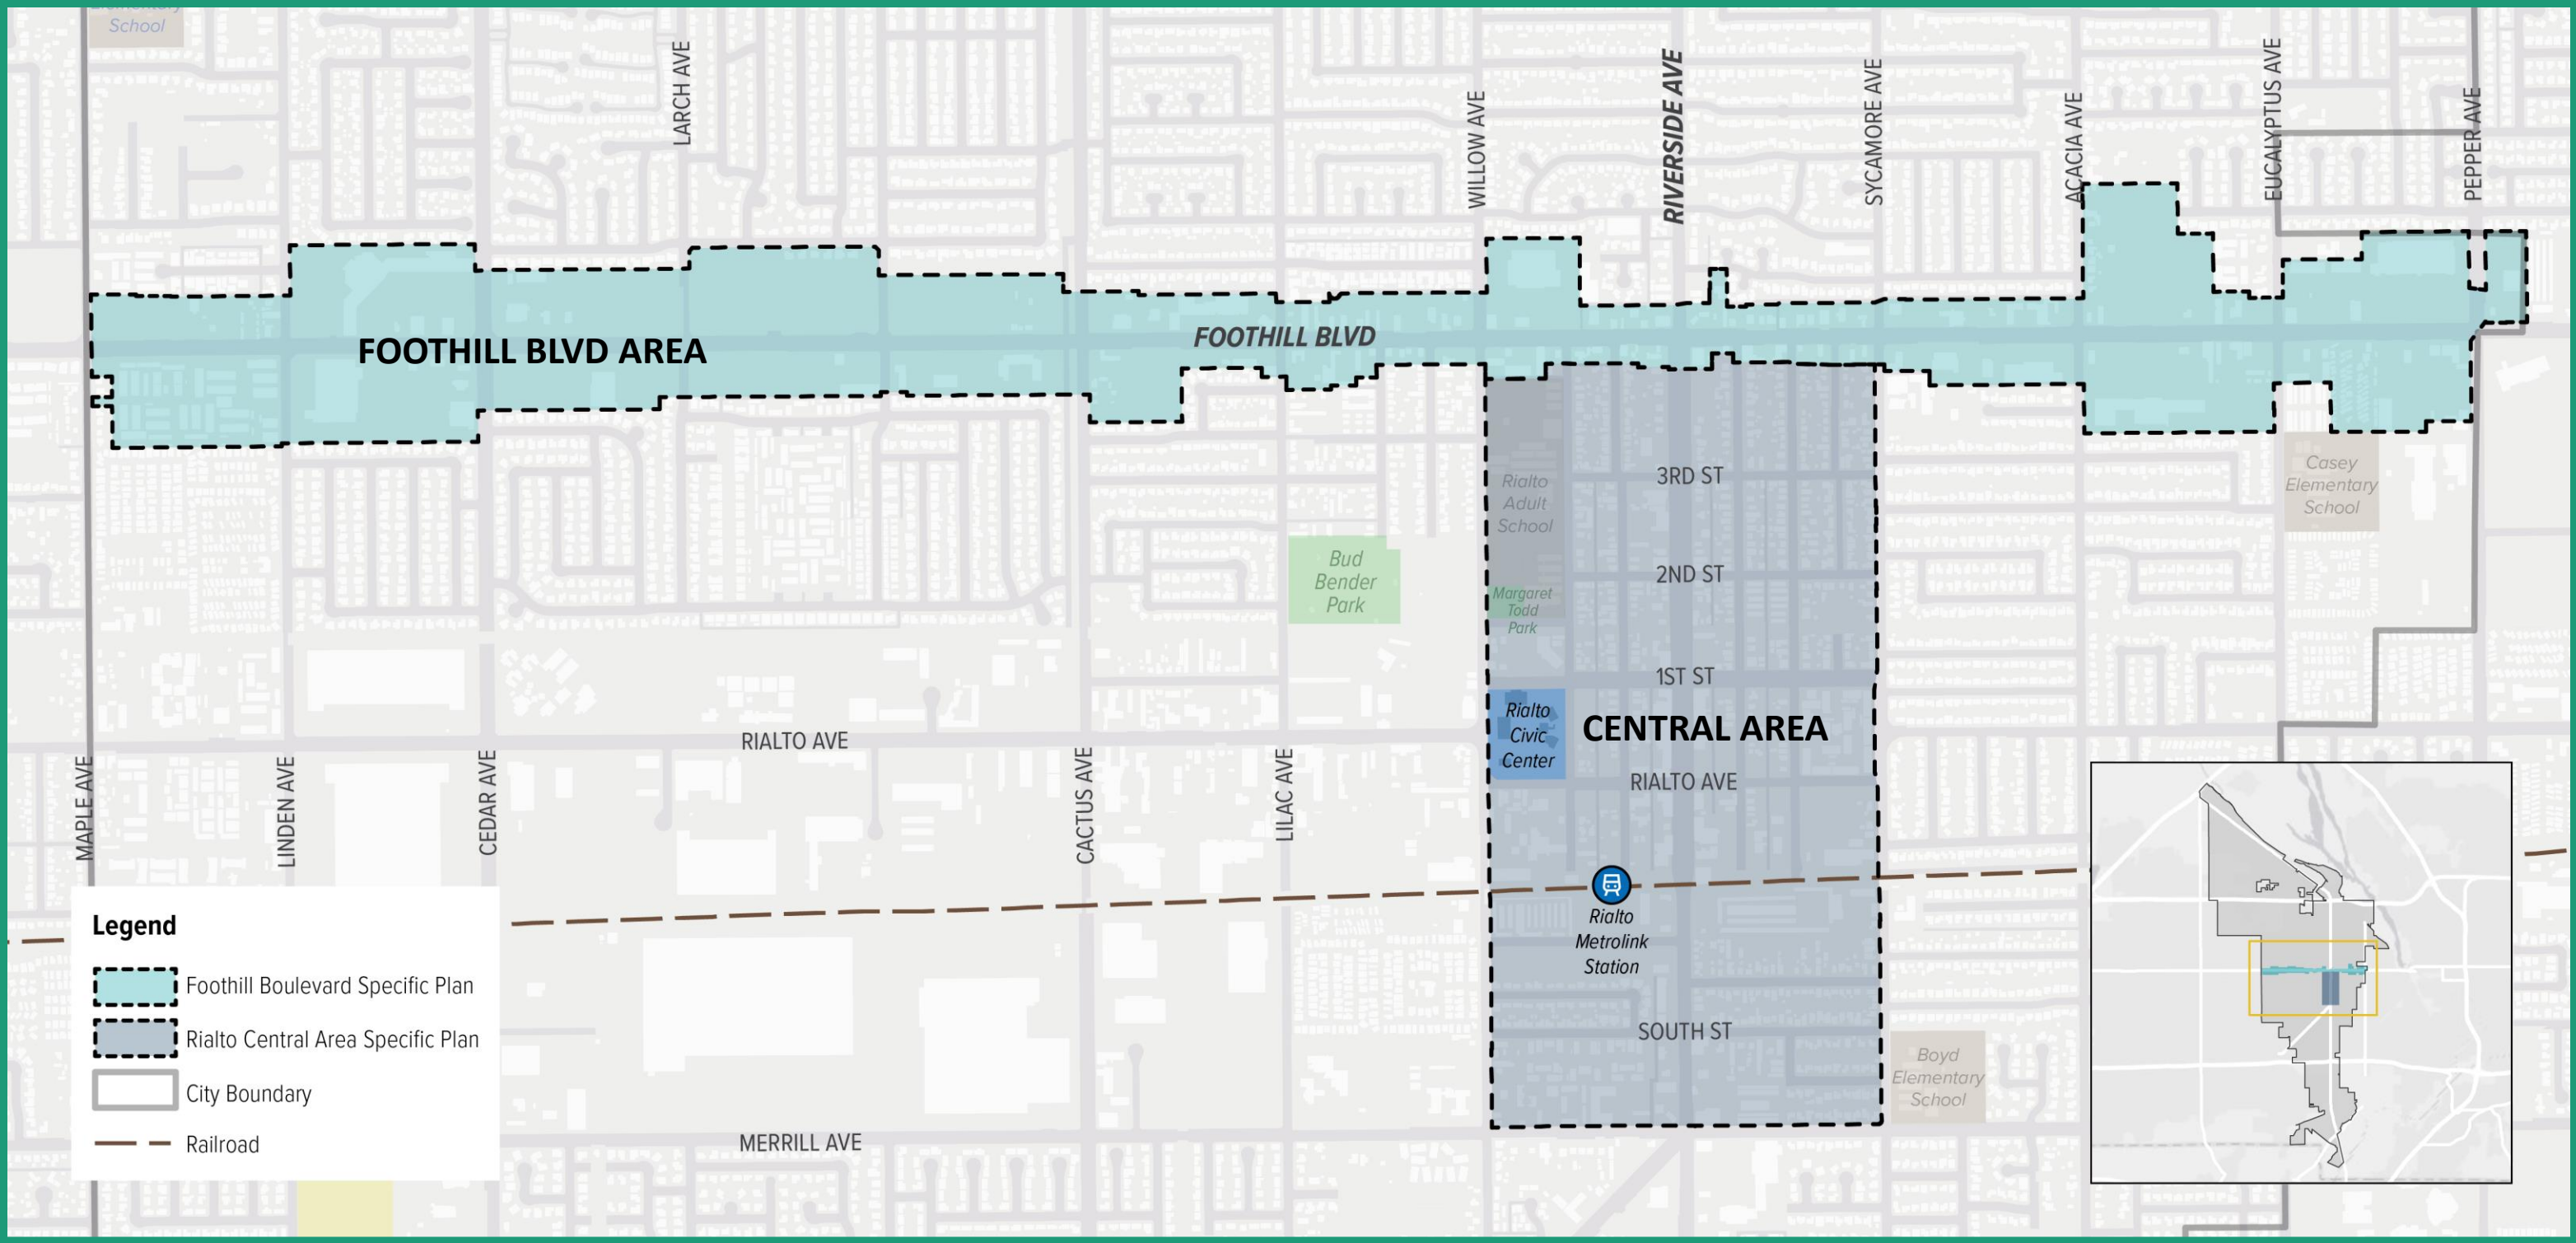 Elementary
School
LARCH AVE
WILLOW AVE
RIVERSIDE AVE
SYCAMORE AVE
ACACIA AVE
EUCALYPTUS AVE
PEPPER AVE
FOOTHILL BLVD AREA
FOOTHILL BLVD
3RD ST
Rialto
Adult
School
Casey
Elementary
School
2ND ST
Bud
Bender
Park
Margaret
Todd
Park
1ST ST
Rialto
Civic
Center
CENTRAL AREA
RIALTO AVE
RIALTO AVE
MAPLE AVE
LINDEN AVE
CEDAR AVE
CACTUS AVE
LILAC AVE
Rialto
Metrolink
Station
SOUTH ST
Boyd
Elementary
School
MERRILL AVE
Legend
Foothill Boulevard Specific Plan
Rialto Central Area Specific Plan
City Boundary
Railroad